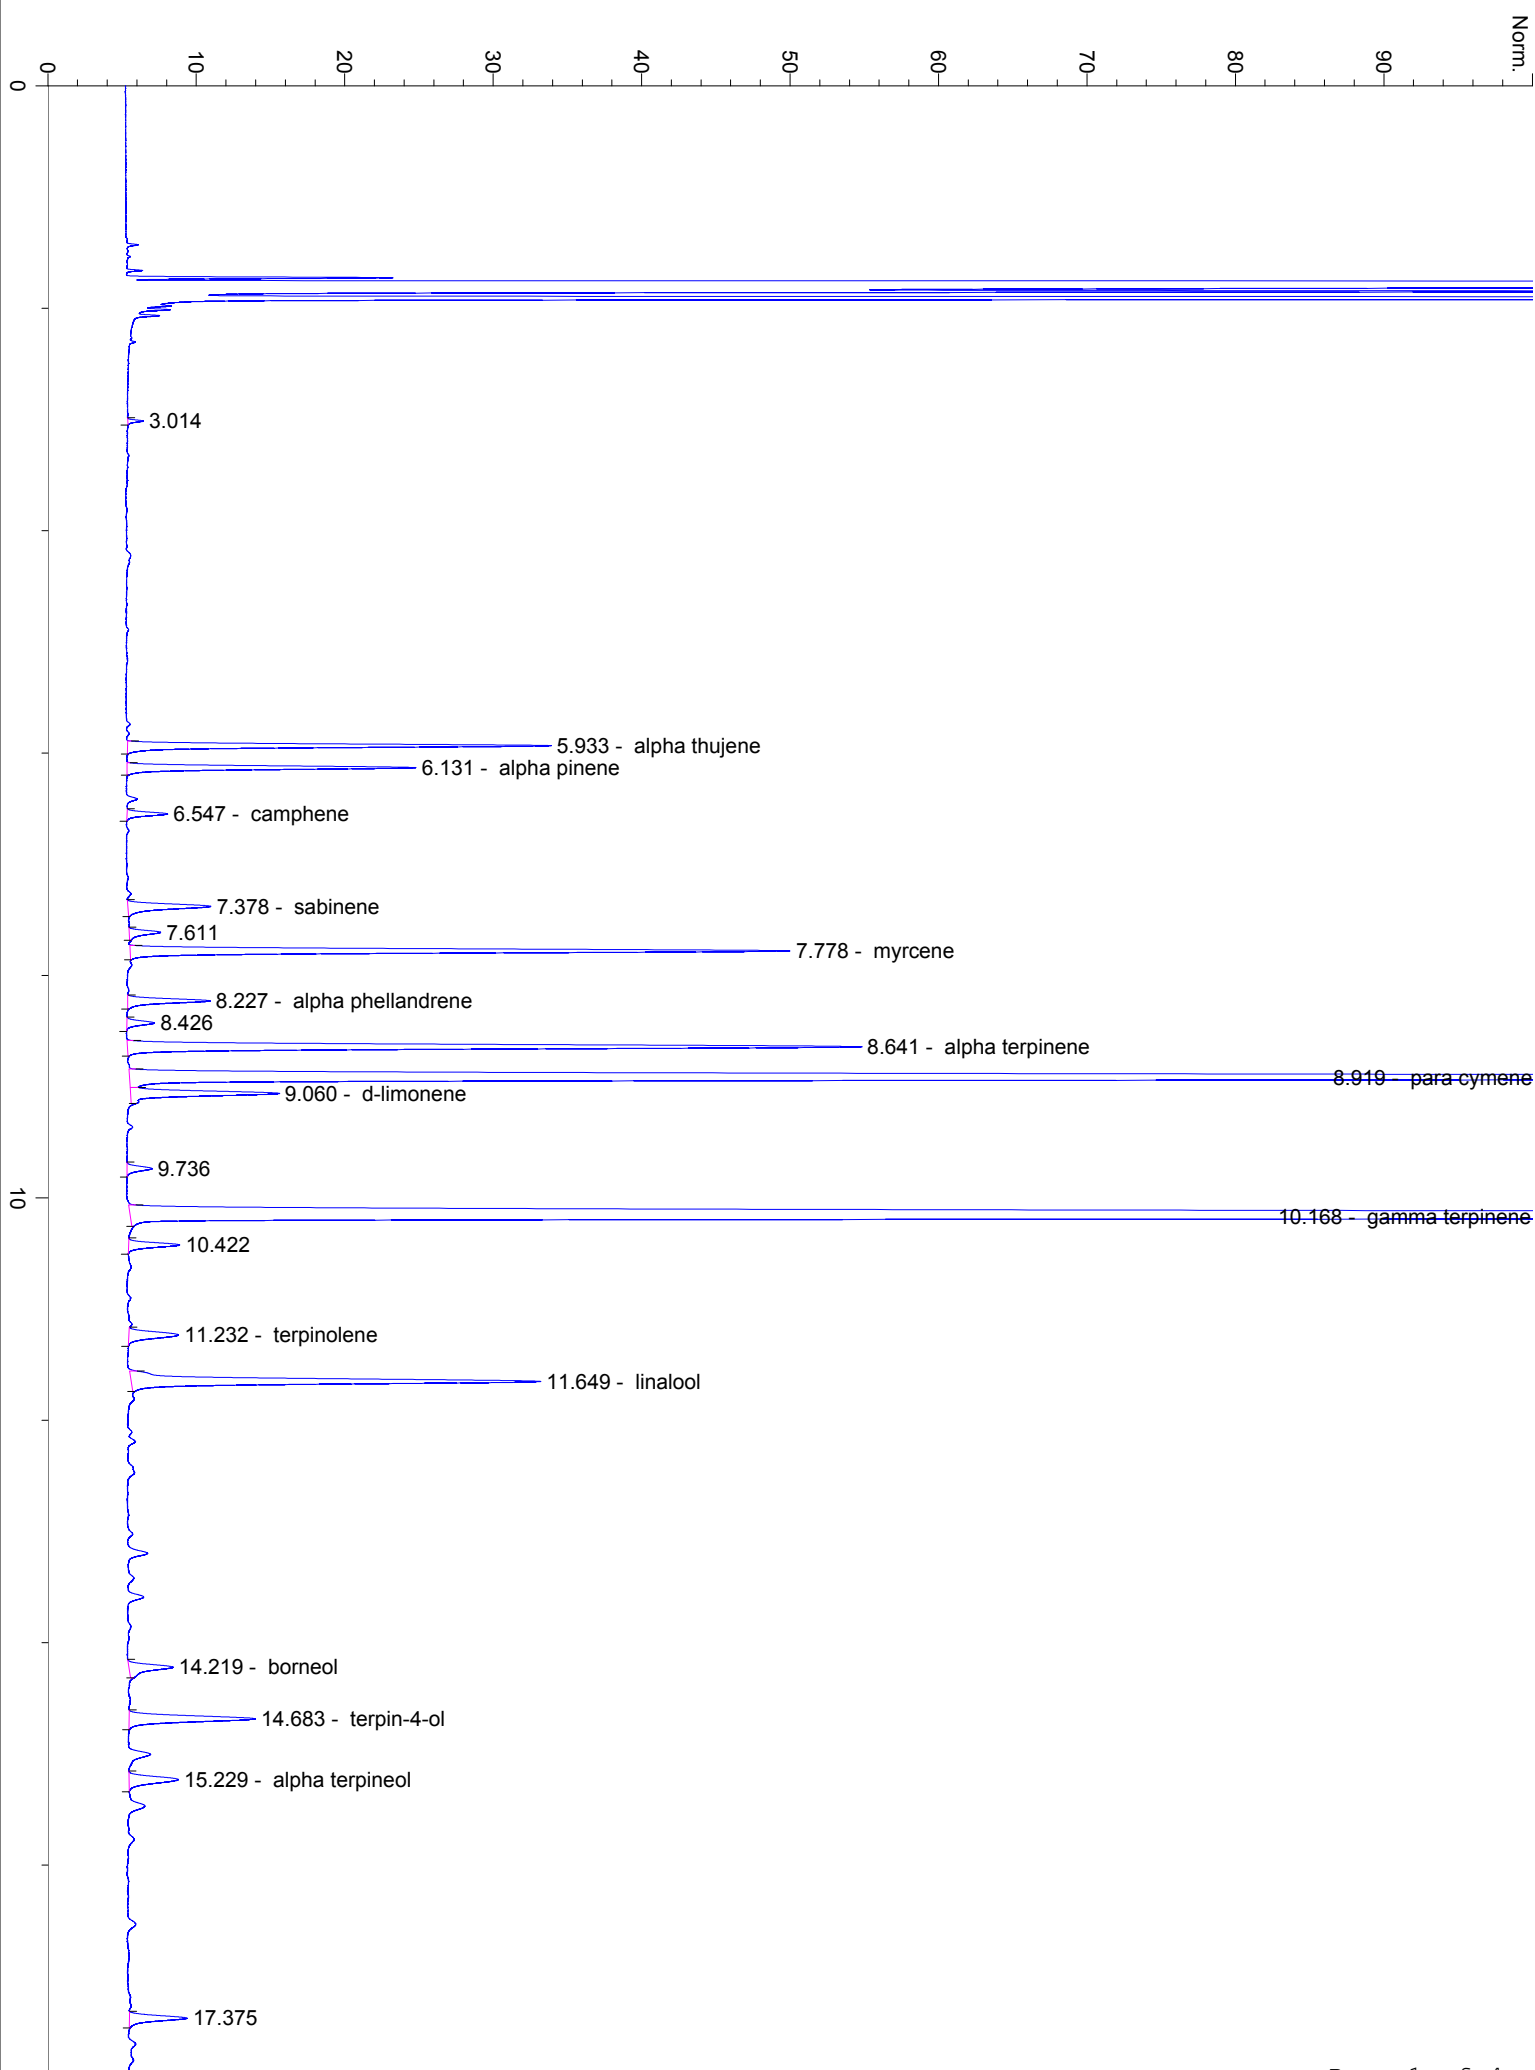 Norm.
0
10
20
30
40
50
60
70
80
90
0
3.014
5.933 - alpha thujene
6.131 - alpha pinene
6.547 - camphene
7.378 - sabinene
7.611
7.778 - myrcene
8.227 - alpha phellandrene
8.426
8.641 - alpha terpinene
8.919 - para cymene
9.060 - d-limonene
9.736
10
10.168 - gamma terpinene
10.422
11.232 - terpinolene
11.649 - linalool
14.219 - borneol
14.683 - terpin-4-ol
15.229 - alpha terpineol
17.375